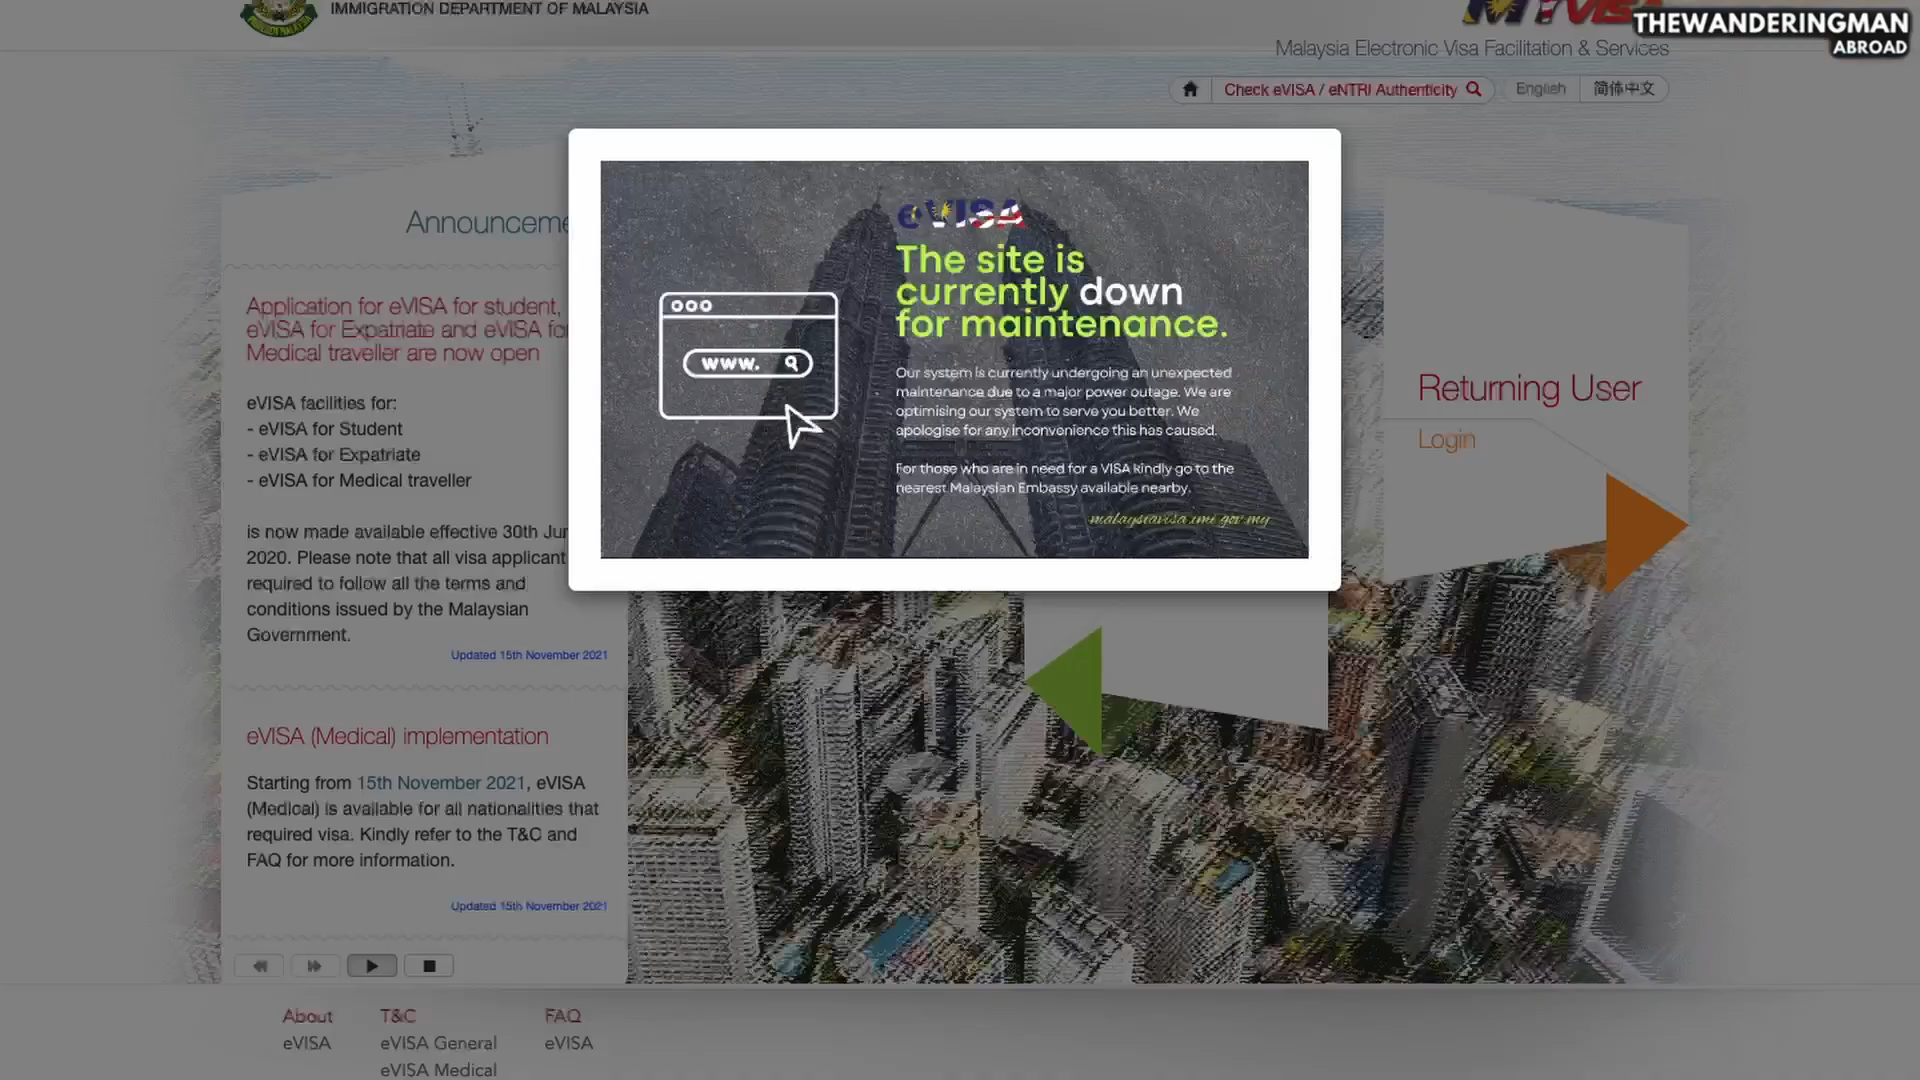 IMMIGRATION DEPARTMENT OF MALAYSIA
MYVISA
THEWANDERINGMAN
ABROAD
Malaysia Electronic Visa Facilitation & Services
Check eVISA / eNTRI Authenticity
English
简体中文
Announceme
Application for eVISA for student,
eVISA for Expatriate and eVISA for
Medical traveller are now open
eVISA facilities for:
- eVISA for Student
- eVISA for Expatriate
- eVISA for Medical traveller
is now made available effective 30th Jun
2020. Please note that all visa applicant
required to follow all the terms and
conditions issued by the Malaysian
Government.
Updated 15th November 2021
eVISA (Medical) implementation
Starting from 15th November 2021, eVISA
(Medical) is available for all nationalities that
required visa. Kindly refer to the T&C and
FAQ for more information.
Updated 15th November 2021
eVISA
The site is
currently down
for maintenance.
www.
Our system is currently undergoing an unexpected
maintenance due to a major power outage. We are
optimising our system to serve you better. We
apologise for any inconvenience this has caused.
For those who are in need for a VISA kindly go to the
nearest Malaysian Embassy available nearby.
malaysiavisa.imi.gov.my
Returning User
Login
About
eVISA
T&C
eVISA General
eVISA Medical
FAQ
eVISA